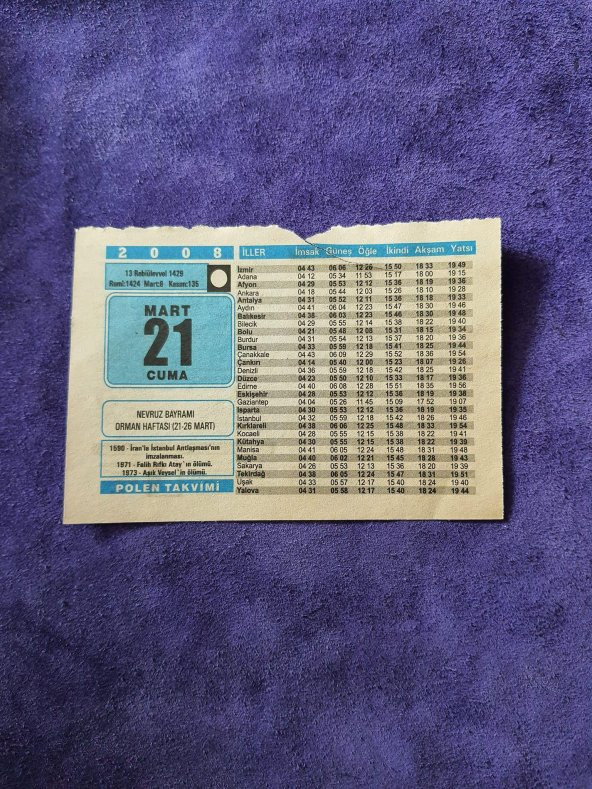 2 0 0 8
13 Rebiülevvel 1429
Rumi:1424 Mart:8 Kasım:135
MART
21
CUMA
NEVRUZ BAYRAMI
ORMAN HAFTASI (21-26 MART)
1590 - İran'la İstanbul Antlaşması'nın
imzalanması.
1971 - Falih Rıfkı Atay'ın ölümü.
1973 - Aşık Veysel'in ölümü.
POLEN TAKVİMİ
İLLER İmsak Güneş Öğle İkindi Akşam Yatsı
İzmir 04 43 06 06 12 26 15 50 18 33 19 49
Adana 04 12 05 34 11 53 15 17 18 00 19 15
Afyon 04 29 05 53 12 12 15 36 18 19 19 36
Ankara 04 18 05 44 12 03 15 26 18 10 19 28
Antalya 04 31 05 52 12 11 15 36 18 18 19 33
Aydın 04 41 06 04 12 23 15 47 18 30 19 46
Balıkesir 04 38 06 03 12 23 15 46 18 30 19 48
Bilecik 04 29 05 55 12 14 15 38 18 22 19 40
Bolu 04 21 05 48 12 08 15 31 18 15 19 34
Burdur 04 31 05 54 12 13 15 37 18 20 19 36
Bursa 04 33 05 59 12 18 15 41 18 25 19 44
Çanakkale 04 43 06 09 12 29 15 52 18 36 19 54
Çankırı 04 14 05 40 12 00 15 23 18 07 19 26
Denizli 04 36 05 59 12 18 15 42 18 25 19 41
Düzce 04 23 05 50 12 10 15 33 18 17 19 36
Edirne 04 40 06 08 12 28 15 51 18 35 19 56
Eskişehir 04 28 05 53 12 12 15 36 18 19 19 38
Gaziantep 04 04 05 26 11 45 15 09 17 52 19 07
Isparta 04 30 05 53 12 12 15 36 18 19 19 35
İstanbul 04 32 05 59 12 18 15 42 18 26 19 46
Kırklareli 04 38 06 05 12 25 15 48 18 32 19 53
Kocaeli 04 28 05 55 12 15 15 38 18 22 19 41
Kütahya 04 30 05 55 12 15 15 38 18 22 19 39
Manisa 04 41 06 05 12 25 15 48 18 32 19 48
Muğla 04 40 06 02 12 21 15 45 18 28 19 43
Sakarya 04 26 05 53 12 13 15 36 18 20 19 39
Tekirdağ 04 38 06 05 12 24 15 47 18 31 19 51
Uşak 04 33 05 57 12 17 15 40 18 24 19 40
Yalova 04 31 05 58 12 17 15 40 18 24 19 44